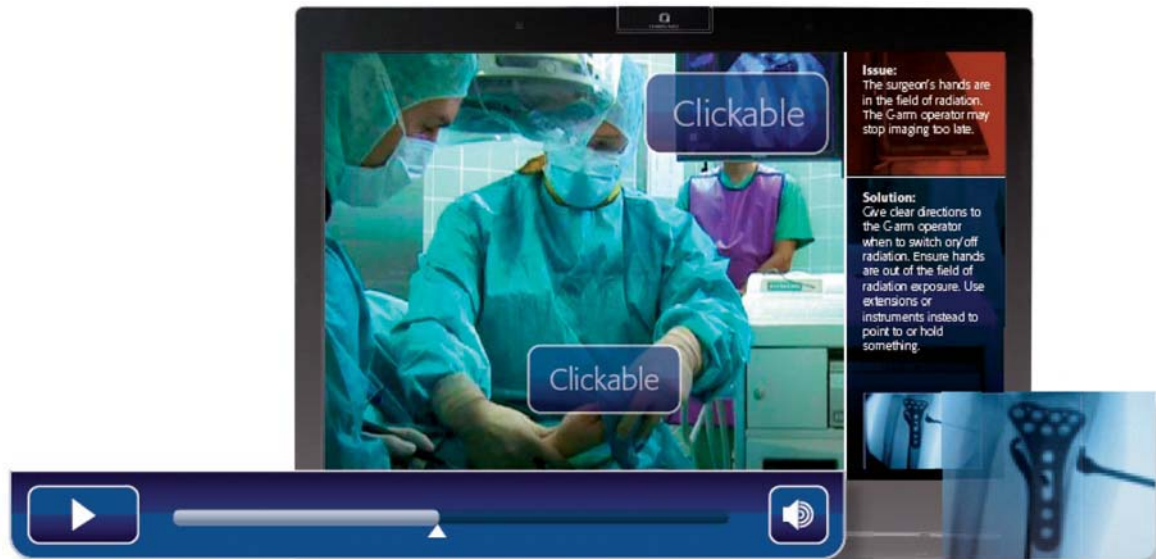 Clickable
Clickable
Issue:
The surgeon's hands are
in the field of radiation.
The C-arm operator may
stop imaging too late.
Solution:
Give clear directions to
the C-arm operator
when to switch on/off
radiation. Ensure hands
are out of the field of
radiation exposure. Use
extensions or
instruments instead to
point to or hold
something.